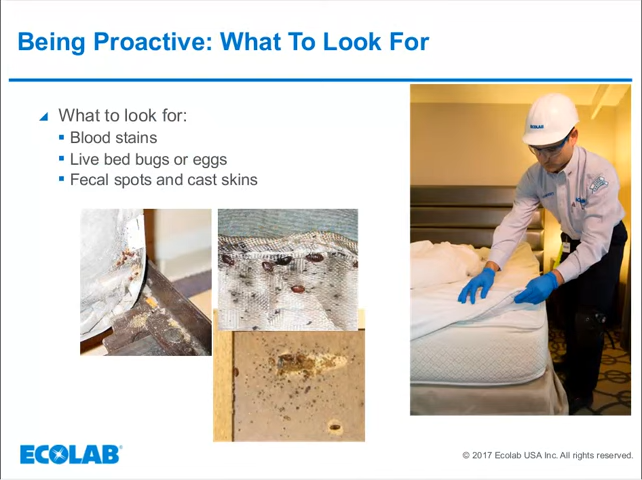 Being Proactive: What To Look For
What to look for:
Blood stains
Live bed bugs or eggs
Fecal spots and cast skins
ECOLAB
ECOLAB®
© 2017 Ecolab USA Inc. All rights reserved.